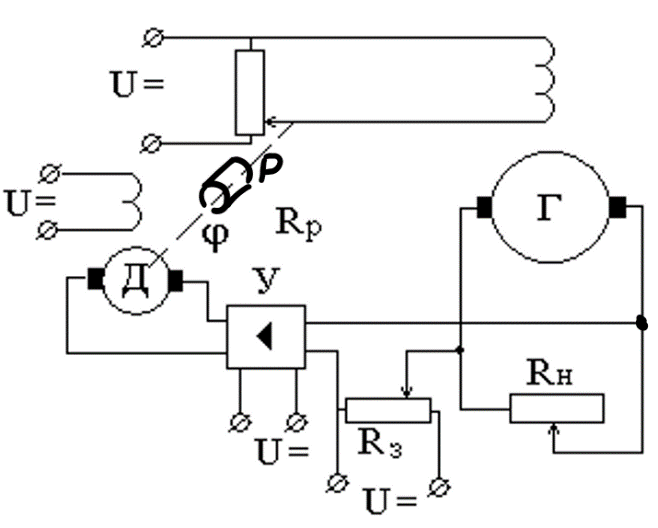 U=
P
U=
φ
Rр
Г
Д
У
Rн
U=
Rз
U=